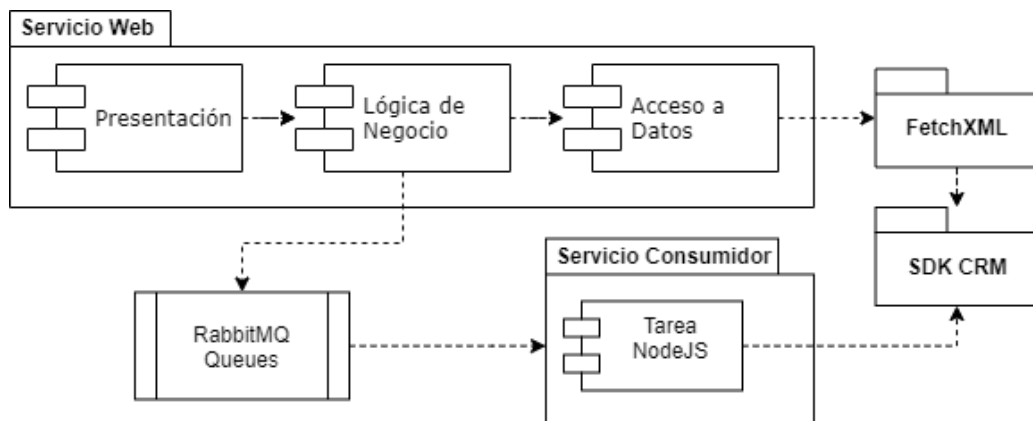 Servicio Web
Presentación
Lógica de
Negocio
Acceso a
Datos
FetchXML
SDK CRM
Servicio Consumidor
RabbitMQ
Queues
Tarea
NodeJS